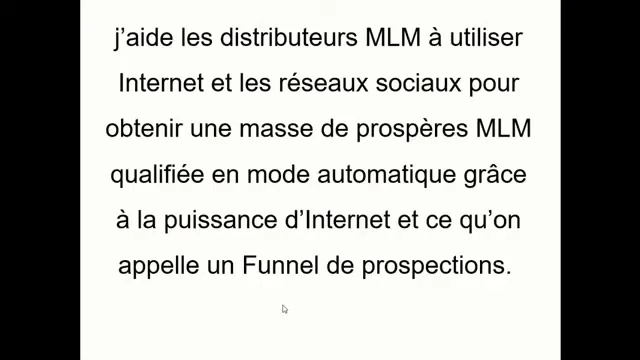 j’aide les distributeurs MLM à utiliser
Internet et les réseaux sociaux pour
obtenir une masse de prospères MLM
qualifiée en mode automatique grâce
à la puissance d’Internet et ce qu’on
appelle un Funnel de prospections.